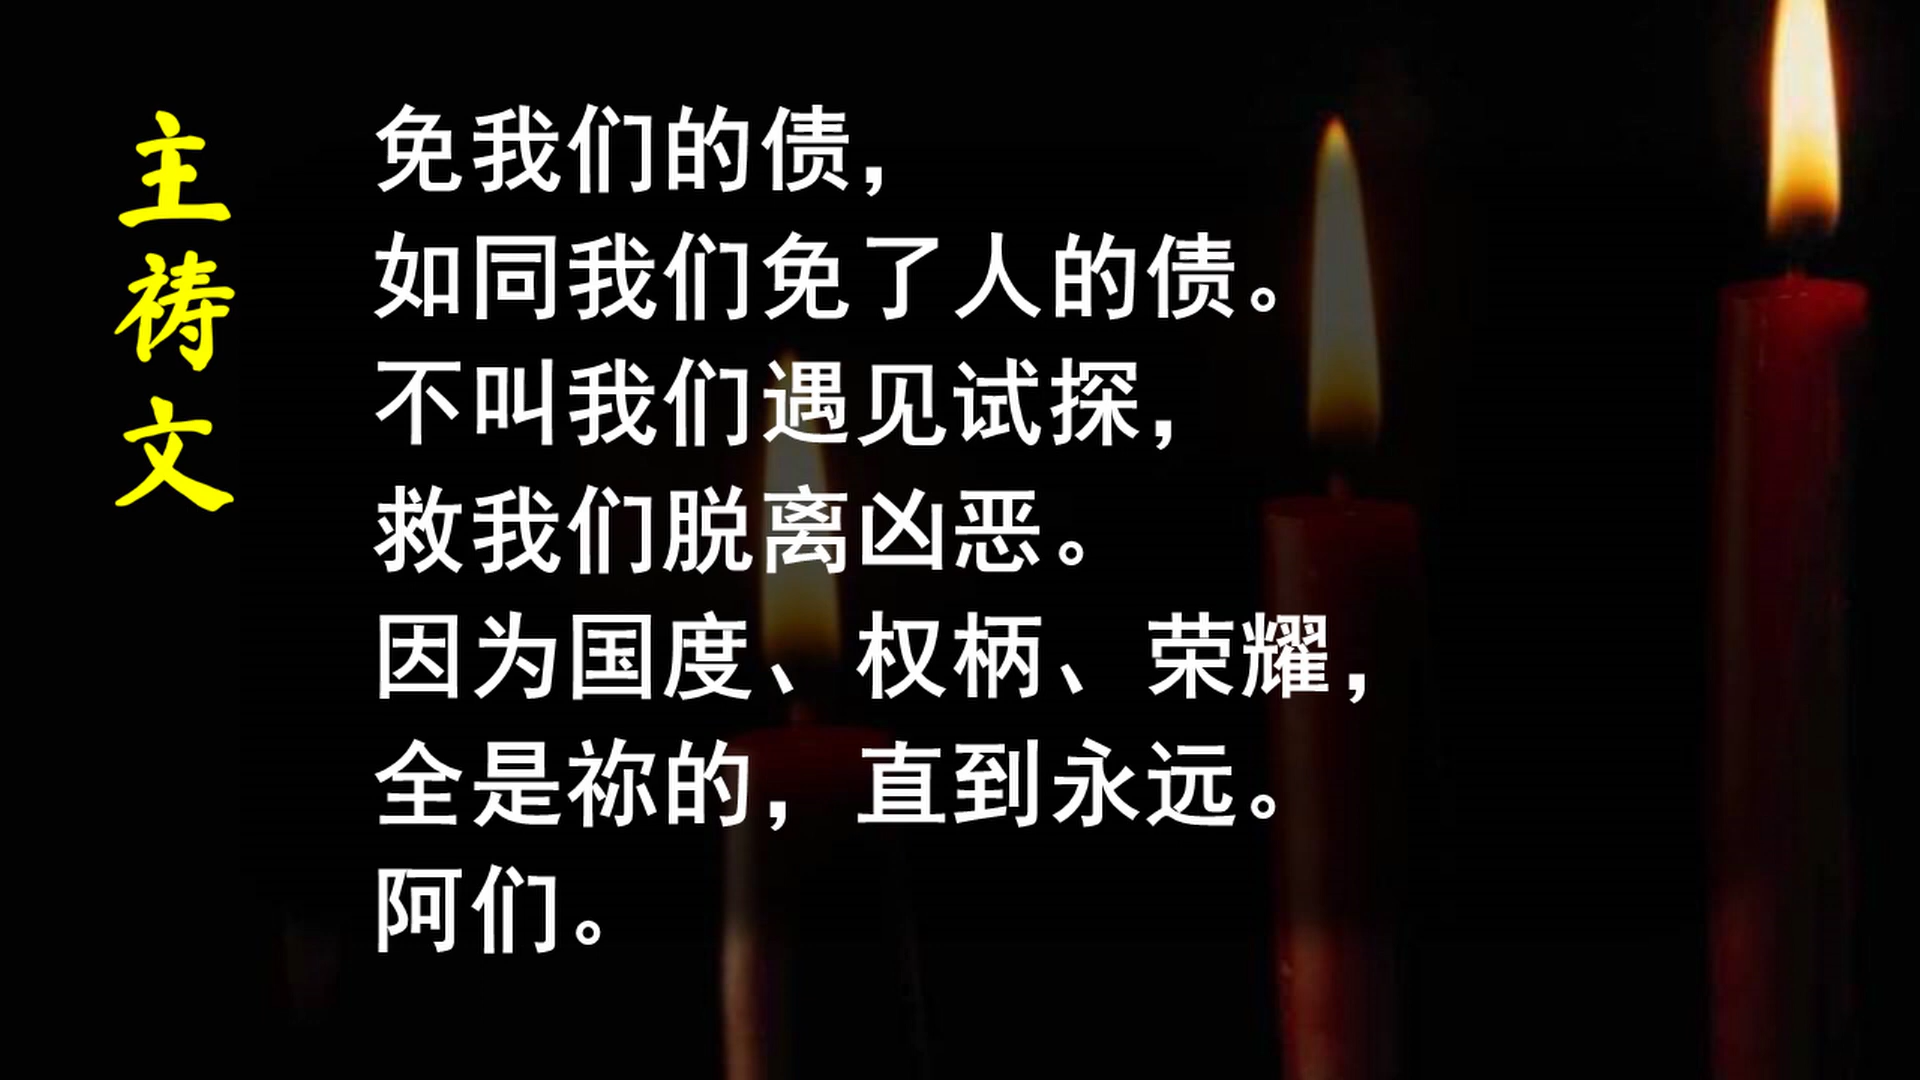 主祷文
免我们的债，
如同我们免了人的债。
不叫我们遇见试探，
救我们脱离凶恶。
因为国度、权柄、荣耀，
全是祢的，直到永远。
阿们。